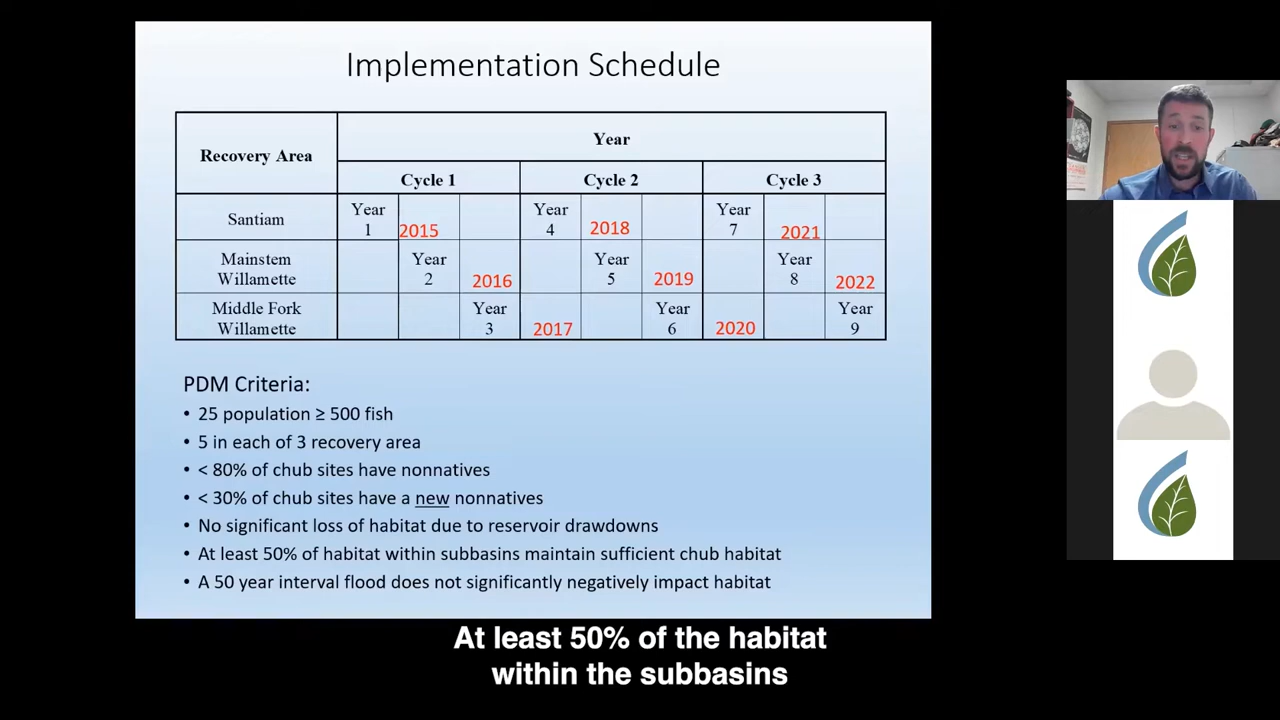 Implementation Schedule
Recovery Area
Year
Cycle 1 Cycle 2 Cycle 3
Santiam Year 1 2015 Year 4 2018 Year 7 2021
Mainstem Willamette Year 2 2016 Year 5 2019 Year 8 2022
Middle Fork Willamette Year 3 2017 Year 6 2020 Year 9
PDM Criteria:
• 25 population ≥ 500 fish
• 5 in each of 3 recovery area
• < 80% of chub sites have nonnatives
• < 30% of chub sites have a new nonnatives
• No significant loss of habitat due to reservoir drawdowns
• At least 50% of habitat within subbasins maintain sufficient chub habitat
• A 50 year interval flood does not significantly negatively impact habitat
At least 50% of the habitat
within the subbasins